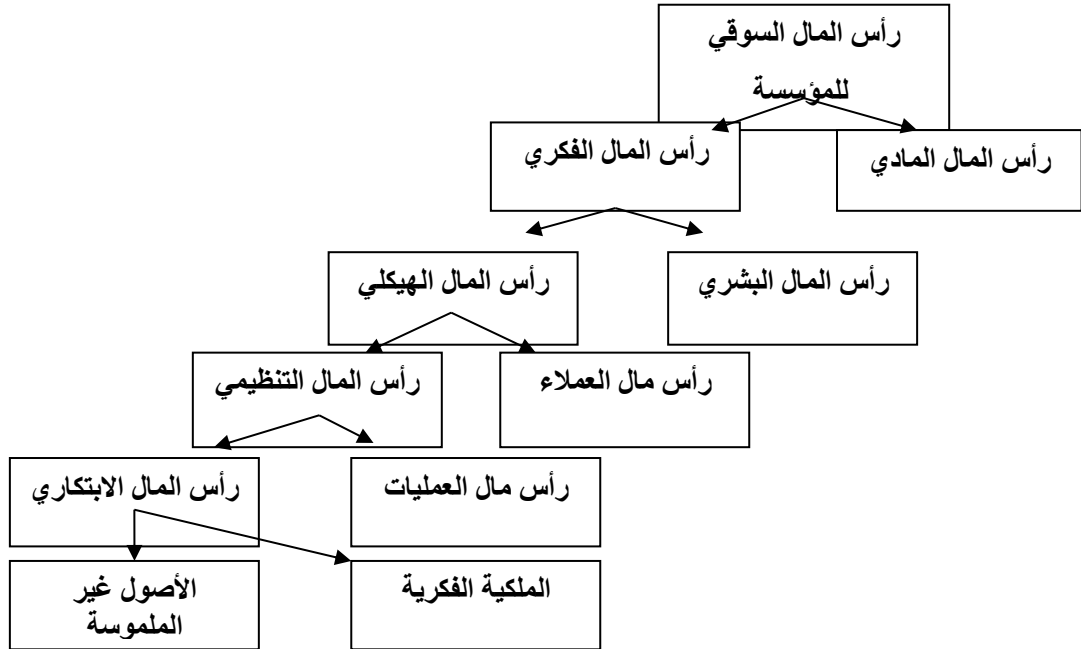 رأس المال السوقي
للمؤسسة
رأس المال المادي
رأس المال الفكري
رأس المال البشري
رأس المال الهيكلي
رأس مال العملاء
رأس المال التنظيمي
رأس مال العمليات
رأس المال الابتكاري
الملكية الفكرية
الأصول غير
الملموسة